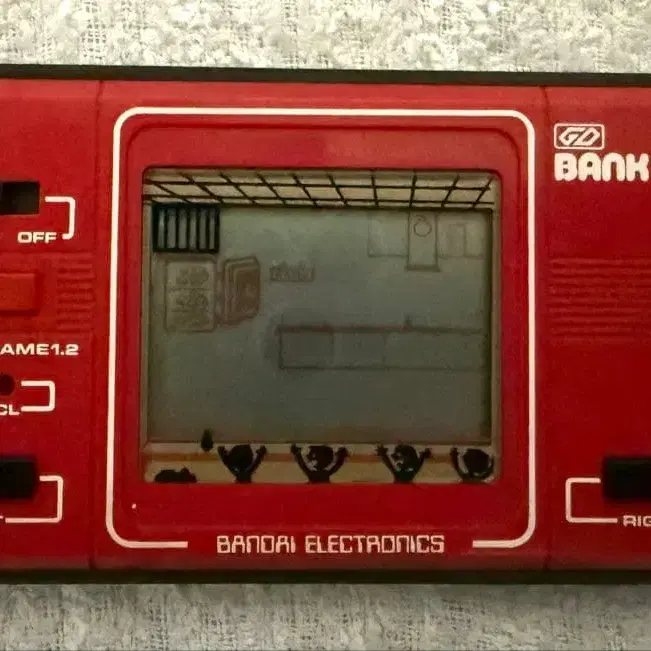 GD
BANK
OFF
AME1.2
CL
RIG
BANDAI ELECTRONICS